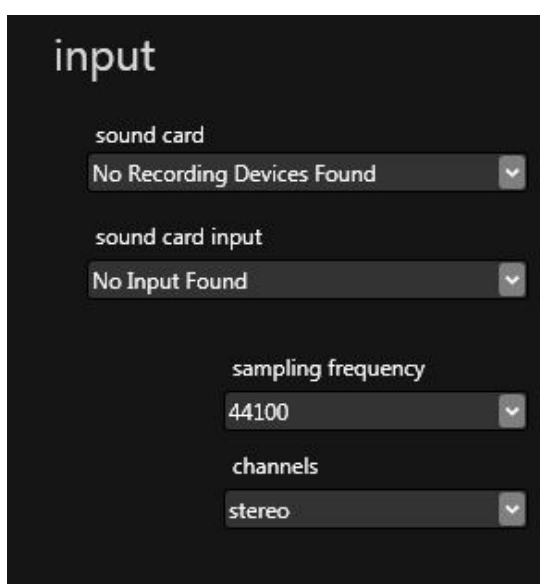 input
sound card
No Recording Devices Found
sound card input
No Input Found
sampling frequency
44100
channels
stereo